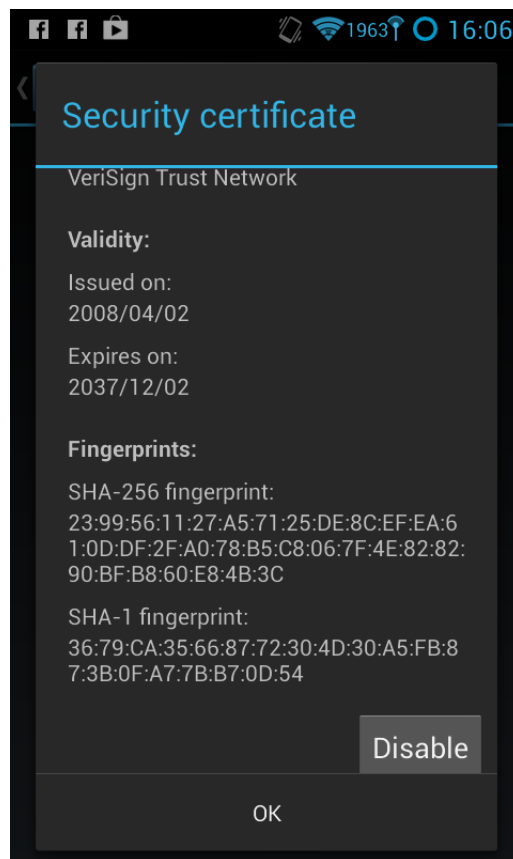 1963 16:06
Security certificate
VeriSign Trust Network
Validity:
Issued on:
2008/04/02
Expires on:
2037/12/02
Fingerprints:
SHA-256 fingerprint:
23:99:56:11:27:A5:71:25:DE:8C:EF:EA:6
1:0D:DF:2F:A0:78:B5:C8:06:7F:4E:82:82:
90:BF:B8:60:E8:4B:3C
SHA-1 fingerprint:
36:79:CA:35:66:87:72:30:4D:30:A5:FB:8
7:3B:0F:A7:7B:B7:0D:54
Disable
OK